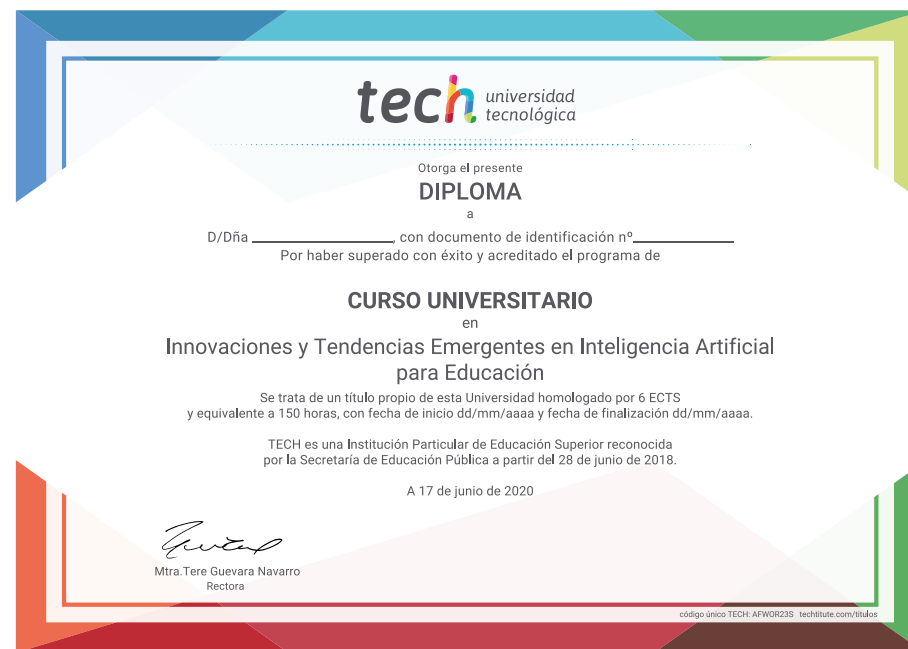 tech universidad
tecnológica
Otorga el presente
DIPLOMA
a
D/Dña ____________________, con documento de identificación nº______________
Por haber superado con éxito y acreditado el programa de
CURSO UNIVERSITARIO
en
Innovaciones y Tendencias Emergentes en Inteligencia Artificial
para Educación
Se trata de un título propio de esta Universidad homologado por 6 ECTS
y equivalente a 150 horas, con fecha de inicio dd/mm/aaaa y fecha de finalización dd/mm/aaaa.
TECH es una Institución Particular de Educación Superior reconocida
por la Secretaría de Educación Pública a partir del 28 de junio de 2018.
A 17 de junio de 2020
Mtra.Tere Guevara Navarro
Rectora
código único TECH: AFWOR23S techtitute.com/titulos